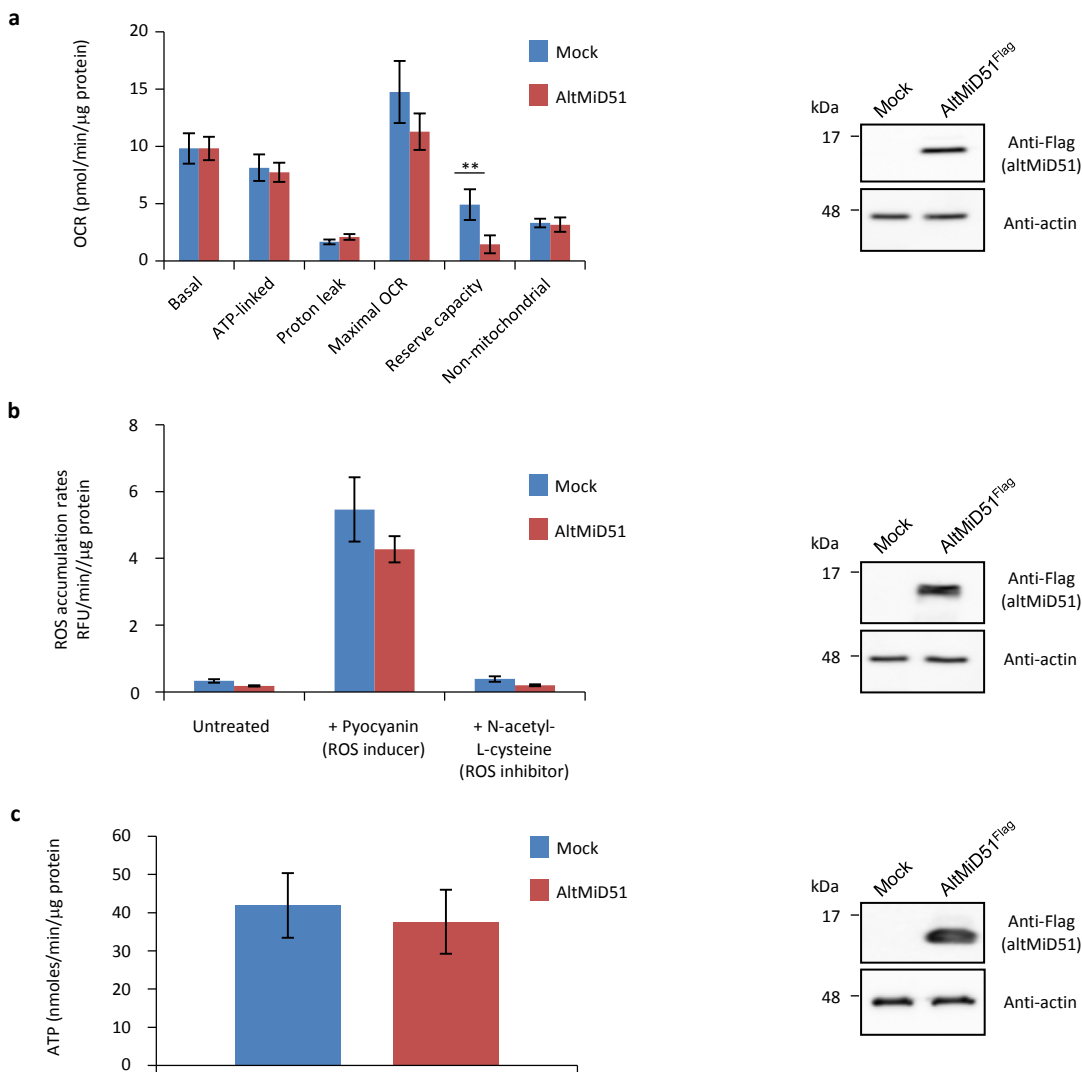 a
OCR (pmol/min/µg protein)
20
15
10
5
0
Basal
ATP-linked
Proton leak
Maximal OCR
Reserve capacity
Non-mitochondrial
**
Mock
AltMiD51
kDa
Mock
AltMiD51Flag
17
Anti-Flag
(altMiD51)
48
Anti-actin
b
ROS accumulation rates
RFU/min//µg protein
8
6
4
2
0
Untreated
+ Pyocyanin
(ROS inducer)
+ N-acetyl-
L-cysteine
(ROS inhibitor)
Mock
AltMiD51
kDa
Mock
AltMiD51Flag
17
Anti-Flag
(altMiD51)
48
Anti-actin
c
ATP (nmoles/min/µg protein
60
50
40
30
20
10
0
Mock
AltMiD51
kDa
Mock
AltMiD51Flag
17
Anti-Flag
(altMiD51)
48
Anti-actin